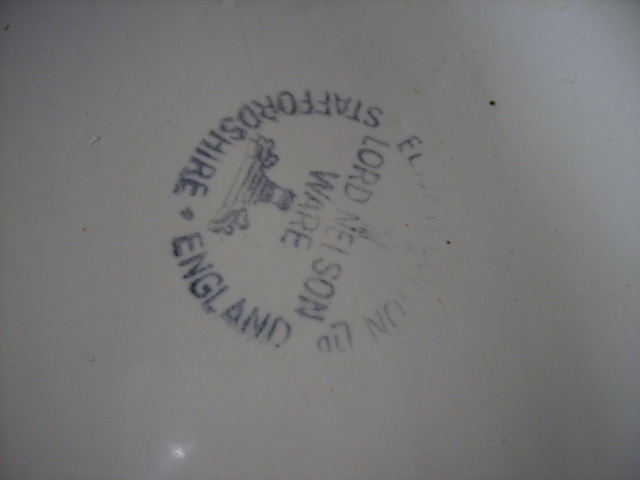 LORD NELSON
WARE
STAFFORDSHIRE • ENGLAND